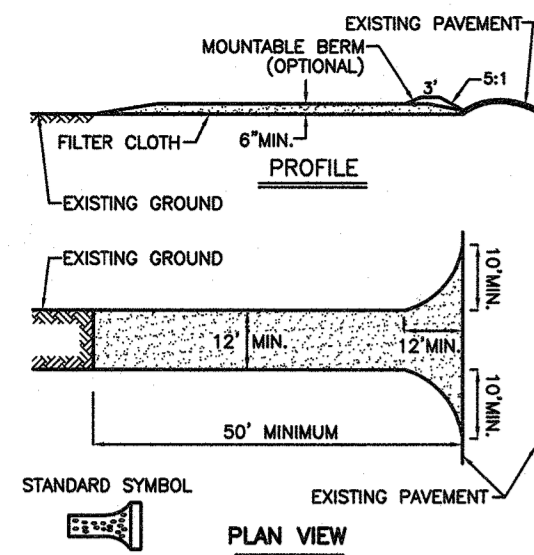 EXISTING PAVEMENT
MOUNTABLE BERM
(OPTIONAL)
3'
5:1
FILTER CLOTH
6"MIN.
PROFILE
EXISTING GROUND
EXISTING GROUND
10'MIN.
12' MIN.
12'MIN.
10'MIN.
50' MINIMUM
STANDARD SYMBOL
EXISTING PAVEMENT
PLAN VIEW